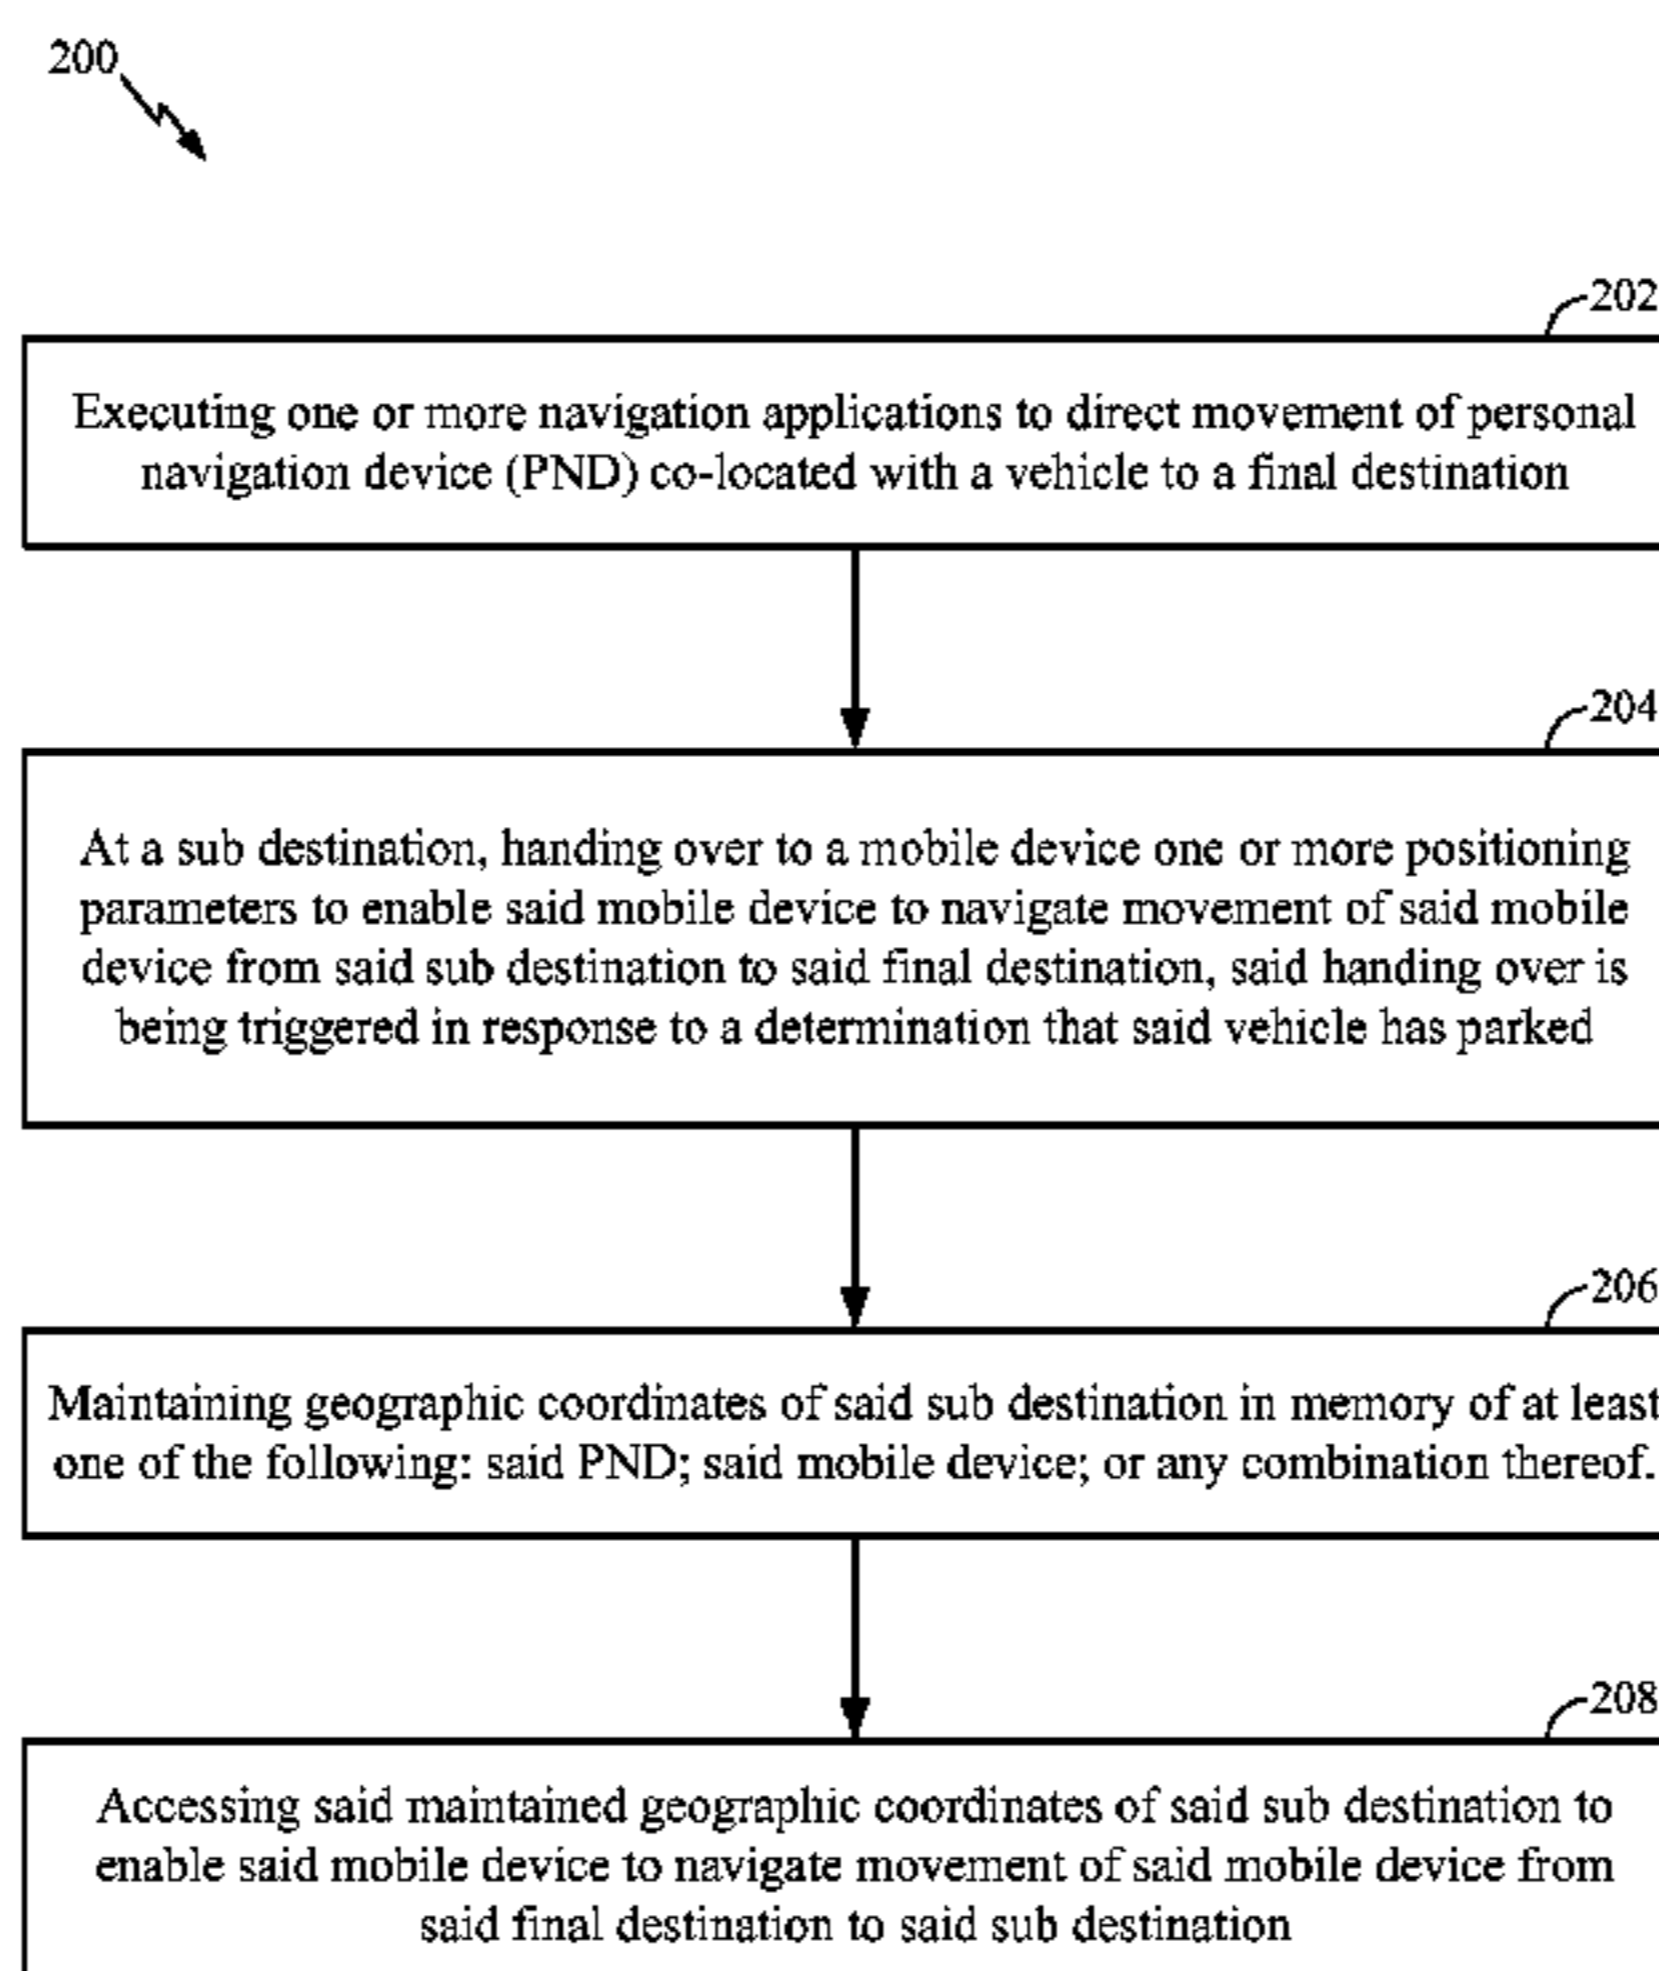 200
202
Executing one or more navigation applications to direct movement of personal
navigation device (PND) co-located with a vehicle to a final destination
204
At a sub destination, handing over to a mobile device one or more positioning
parameters to enable said mobile device to navigate movement of said mobile
device from said sub destination to said final destination, said handing over is
being triggered in response to a determination that said vehicle has parked
206
Maintaining geographic coordinates of said sub destination in memory of at least
one of the following: said PND; said mobile device; or any combination thereof.
208
Accessing said maintained geographic coordinates of said sub destination to
enable said mobile device to navigate movement of said mobile device from
said final destination to said sub destination